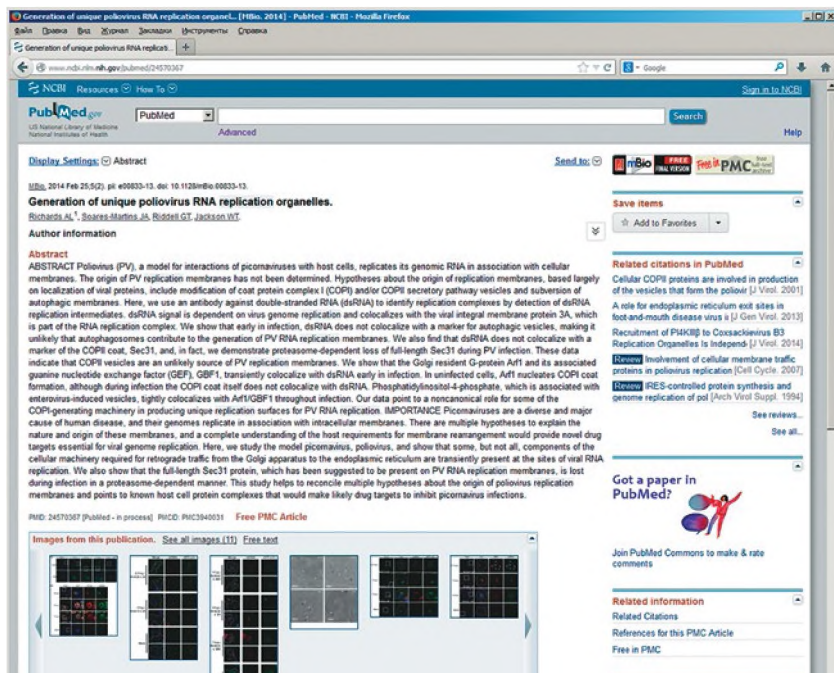 Generation of unique poliovirus RNA replication organel... [MBio. 2014] - PubMed - NCBI - Mozilla Firefox
Файл Правка Вид Журнал Закладки Инструменты Справка
Generation of unique poliovirus RNA replicati...
www.ncbi.nlm.nih.gov/pubmed/24570367
Google
NCBI Resources How To
Sign in to NCBI
PubMed.gov
PubMed
Search
US National Library of Medicine
National Institutes of Health
Advanced
Help
Display Settings: Abstract
Send to:
MBio. 2014 Feb 25;5(2). pii: e00833-13. doi: 10.1128/mBio.00833-13.
Generation of unique poliovirus RNA replication organelles.
Richards AL1, Soares-Martins JA, Riddell GT, Jackson WT.
Author information
Abstract
ABSTRACT Poliovirus (PV), a model for interactions of picornaviruses with host cells, replicates its genomic RNA in association with cellular
membranes. The origin of PV replication membranes has not been determined. Hypotheses about the origin of replication membranes, based largely
on localization of viral proteins, include modification of coat protein complex I (COPI) and/or COPII secretory pathway vesicles and subversion of
autophagic membranes. Here, we use an antibody against double-stranded RNA (dsRNA) to identify replication complexes by detection of dsRNA
replication intermediates. dsRNA signal is dependent on virus genome replication and colocalizes with the viral integral membrane protein 3A, which
is part of the RNA replication complex. We show that early in infection, dsRNA does not colocalize with a marker for autophagic vesicles, making it
unlikely that autophagosomes contribute to the generation of PV RNA replication membranes. We also find that dsRNA does not colocalize with a
marker of the COPII coat, Sec31, and, in fact, we demonstrate proteasome-dependent loss of full-length Sec31 during PV infection. These data
indicate that COPII vesicles are an unlikely source of PV replication membranes. We show that the Golgi resident G-protein Arf1 and its associated
guanine nucleotide exchange factor (GEF), GBF1, transiently colocalize with dsRNA early in infection. In uninfected cells, Arf1 nucleates COPI coat
formation, although during infection the COPI coat itself does not colocalize with dsRNA. Phosphatidylinositol-4-phosphate, which is associated with
enterovirus-induced vesicles, tightly colocalizes with Arf1/GBF1 throughout infection. Our data point to a noncanonical role for some of the
COPI-generating machinery in producing unique replication surfaces for PV RNA replication. IMPORTANCE Picornaviruses are a diverse and major
cause of human disease, and their genomes replicate in association with intracellular membranes. There are multiple hypotheses to explain the
nature and origin of these membranes, and a complete understanding of the host requirements for membrane rearrangement would provide novel drug
targets essential for viral genome replication. Here, we study the model picornavirus, poliovirus, and show that some, but not all, components of the
cellular machinery required for retrograde traffic from the Golgi apparatus to the endoplasmic reticulum are transiently present at the sites of viral RNA
replication. We also show that the full-length Sec31 protein, which has been suggested to be present on PV RNA replication membranes, is lost
during infection in a proteasome-dependent manner. This study helps to reconcile multiple hypotheses about the origin of poliovirus replication
membranes and points to known host cell protein complexes that would make likely drug targets to inhibit picornavirus infections.
PMID: 24570367 [PubMed - in process] PMCID: PMC3940031 Free PMC Article
Images from this publication. See all images (11) Free text
mBio FREE FINAL VERSION Free in PMC
Save items
Add to Favorites
Related citations in PubMed
Cellular COPII proteins are involved in production
of the vesicles that form the poliovir [J Virol. 2001]
A role for endoplasmic reticulum exit sites in
foot-and-mouth disease virus i [J Gen Virol. 2013]
Recruitment of PI4KIIIβ to Coxsackievirus B3
Replication Organelles Is Independ [J Virol. 2014]
Review Involvement of cellular membrane traffic
proteins in poliovirus replication [Cell Cycle. 2007]
Review IRES-controlled protein synthesis and
genome replication of pol [Arch Virol Suppl. 1994]
See reviews...
See all...
Got a paper in
PubMed?
Join PubMed Commons to make & rate
comments
Related information
Related Citations
References for this PMC Article
Free in PMC